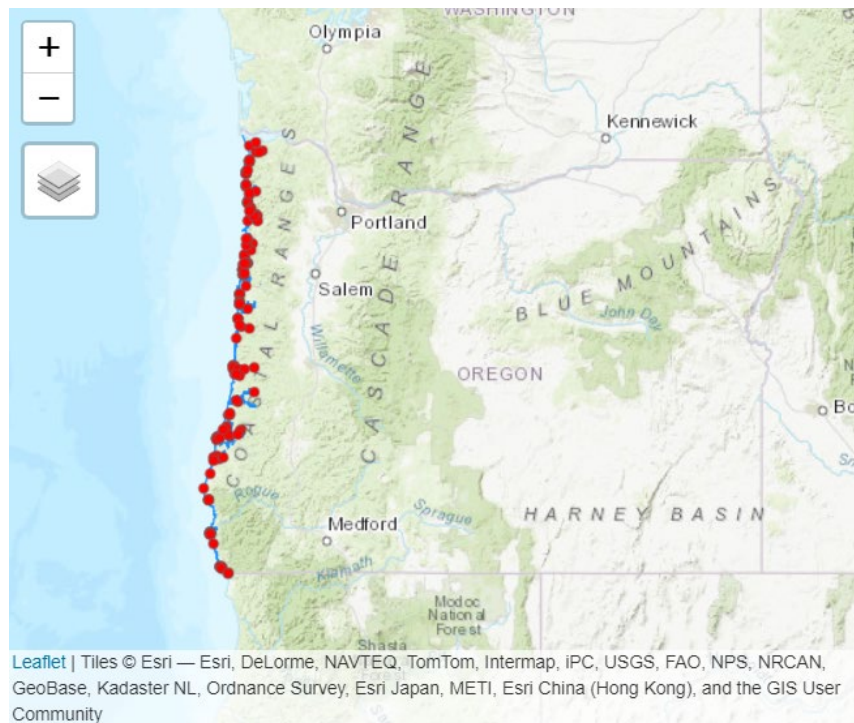 WASHINGTON
+
Olympia
−
Kennewick
COASTAL RANGES
CASCADE RANGE
Portland
BLUE MOUNTAINS
Salem
John Day
Willamette
OREGON
Bo
Sn
Rogue
Sprague
HARNEY BASIN
Medford
Klamath
Modoc
National
Forest
Shasta
Forest
Leaflet | Tiles © Esri — Esri, DeLorme, NAVTEQ, TomTom, Intermap, iPC, USGS, FAO, NPS, NRCAN,
GeoBase, Kadaster NL, Ordnance Survey, Esri Japan, METI, Esri China (Hong Kong), and the GIS User
Community